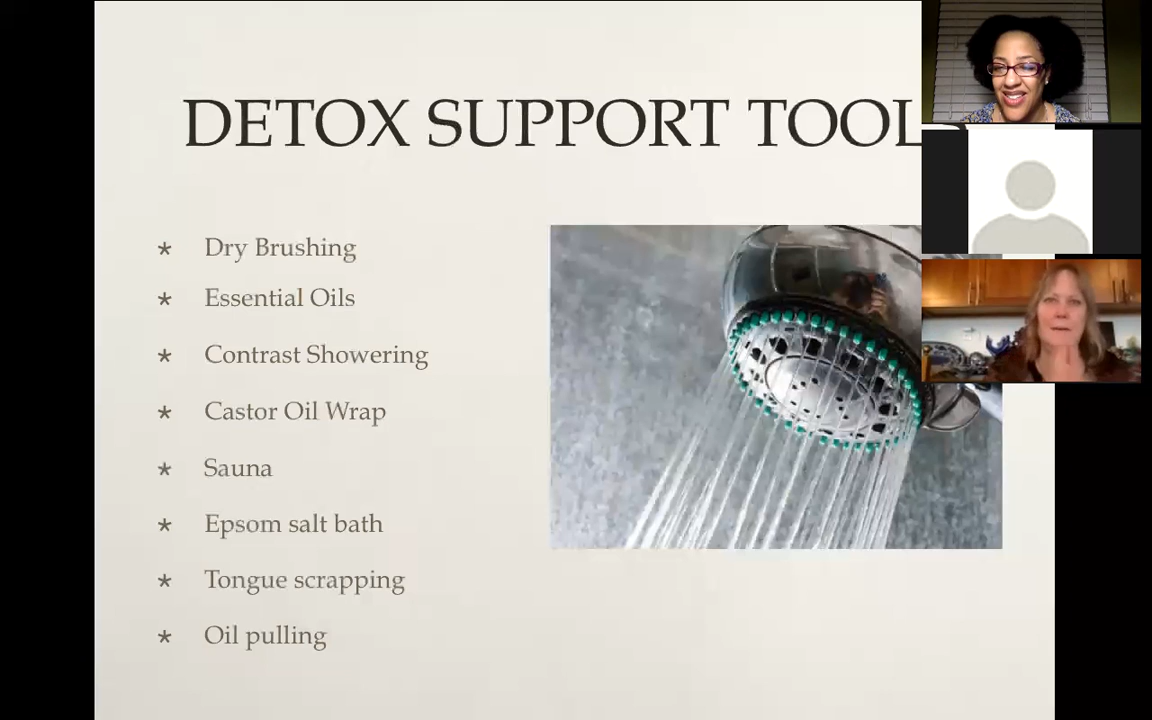 DETOX SUPPORT TOOL
* Dry Brushing
* Essential Oils
* Contrast Showering
* Castor Oil Wrap
* Sauna
* Epsom salt bath
* Tongue scrapping
* Oil pulling